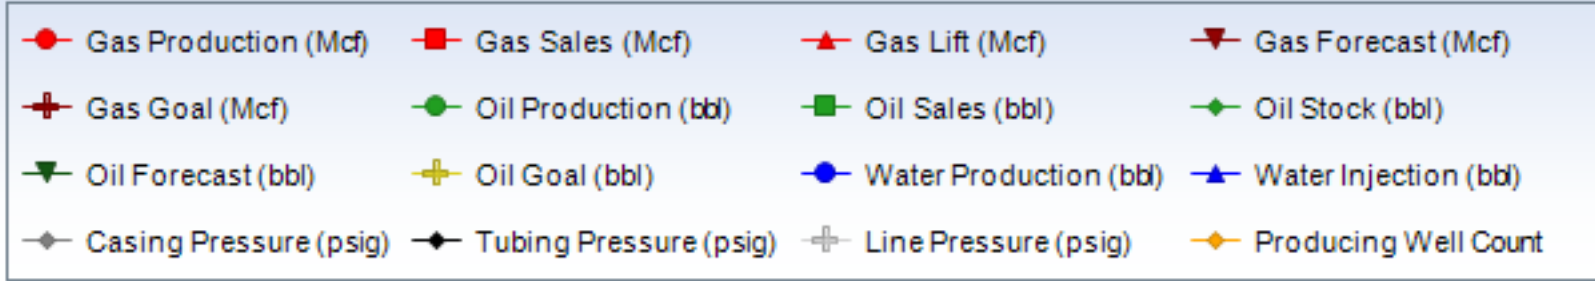 Gas Production (Mcf) Gas Sales (Mcf) Gas Lift (Mcf) Gas Forecast (Mcf)
Gas Goal (Mcf) Oil Production (bbl) Oil Sales (bbl) Oil Stock (bbl)
Oil Forecast (bbl) Oil Goal (bbl) Water Production (bbl) Water Injection (bbl)
Casing Pressure (psig) Tubing Pressure (psig) Line Pressure (psig) Producing Well Count